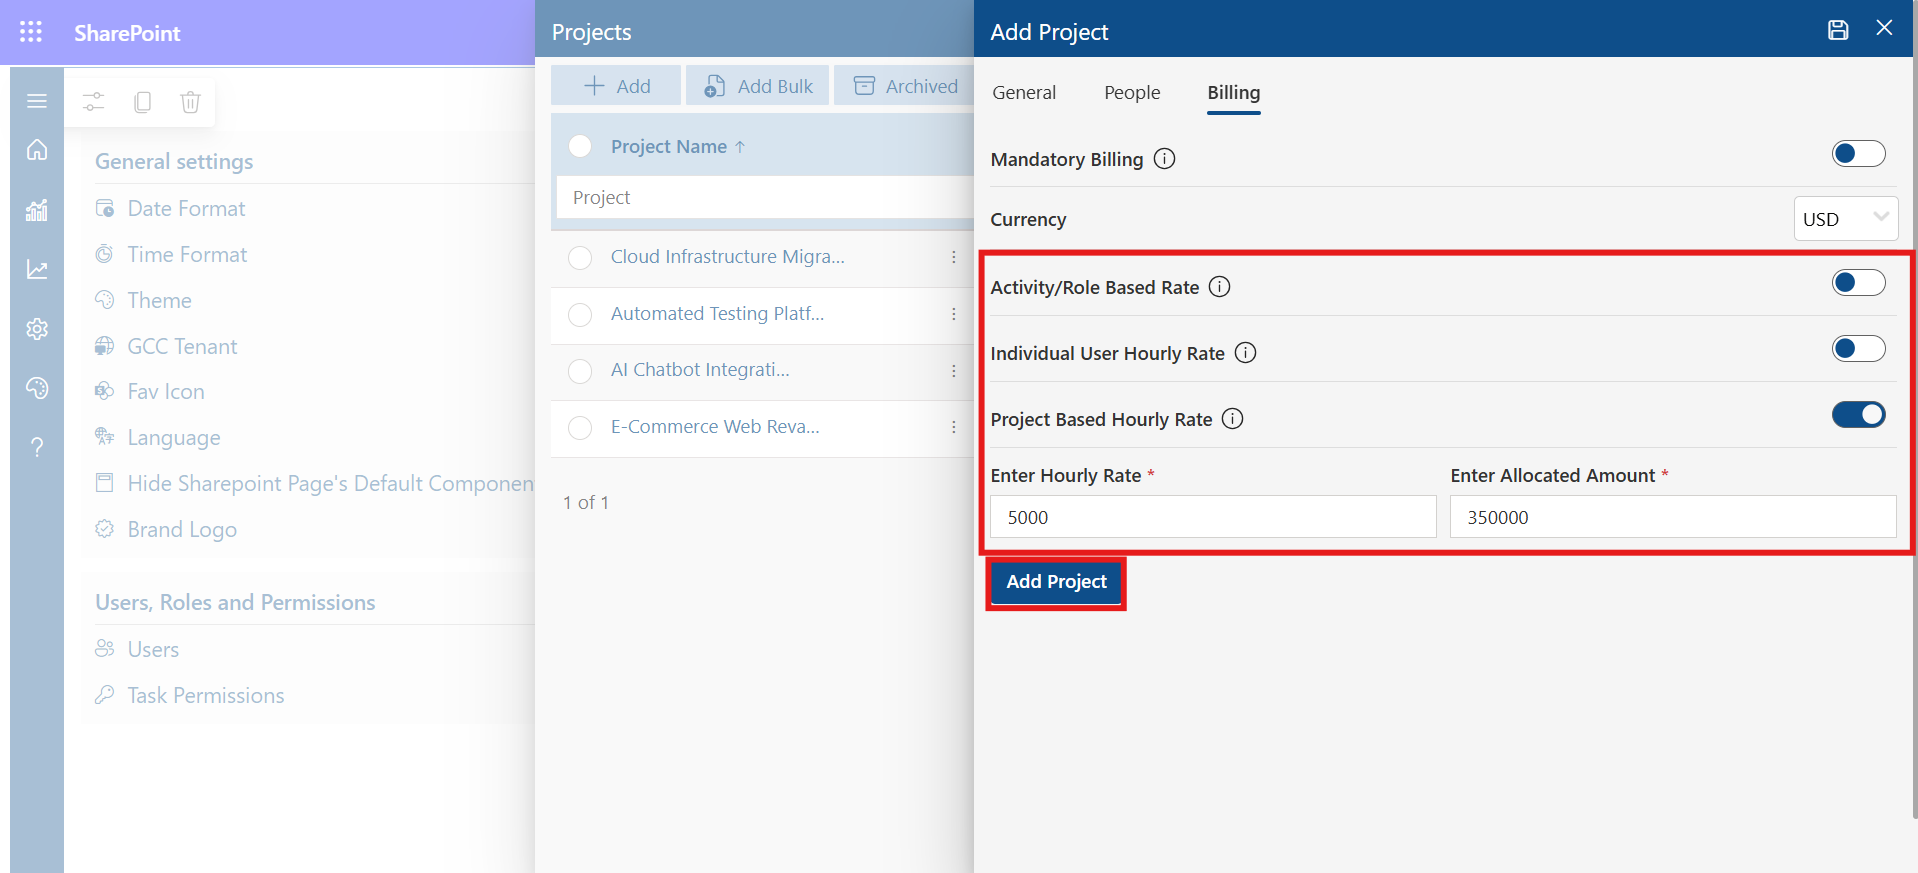 SharePoint
General settings
Date Format
Time Format
Theme
GCC Tenant
Fav Icon
Language
Hide Sharepoint Page's Default Componen
Brand Logo
Users, Roles and Permissions
Users
Task Permissions
Projects
Add
Add Bulk
Archived
Project Name ↑
Project
Cloud Infrastructure Migra...
Automated Testing Platf...
AI Chatbot Integrati...
E-Commerce Web Reva...
1 of 1
Add Project
General People Billing
Mandatory Billing
Currency USD
Activity/Role Based Rate
Individual User Hourly Rate
Project Based Hourly Rate
Enter Hourly Rate * Enter Allocated Amount *
5000 350000
Add Project